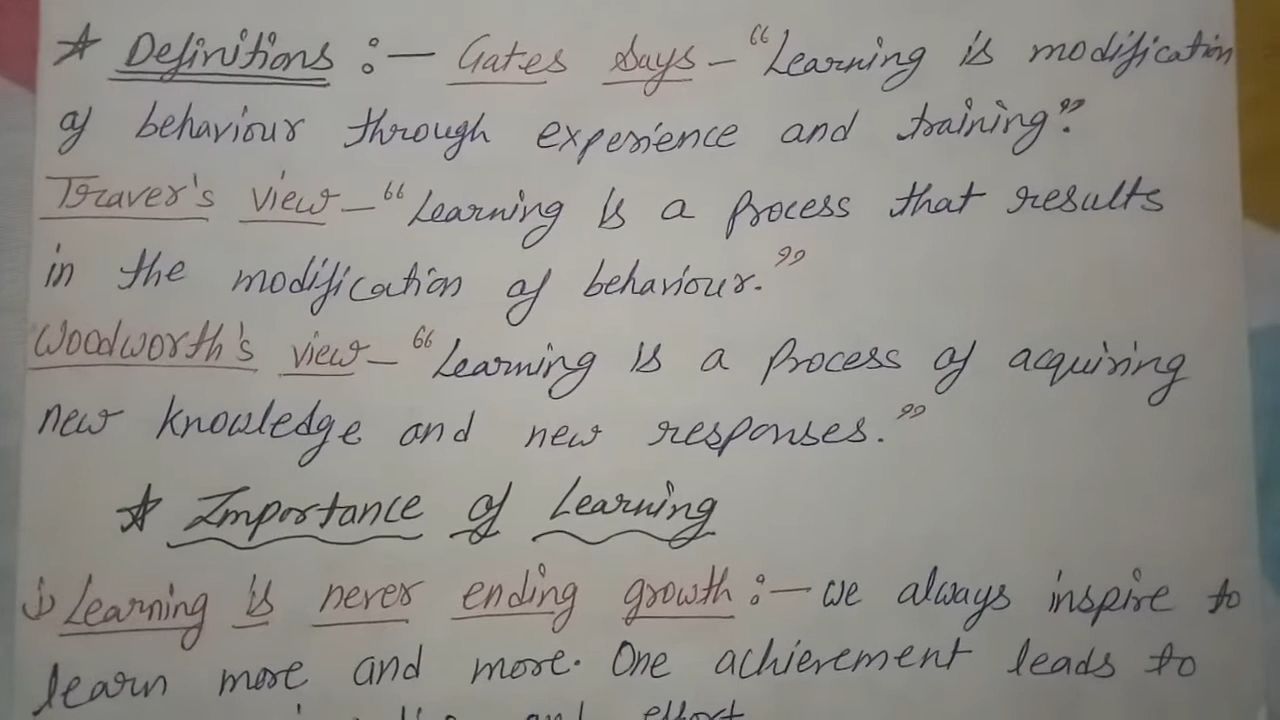 ☆ Definitions :— Gates Says – “Learning is modification
of behaviour through experience and training”.
Traver's view – “Learning is a process that results
in the modification of behaviour.”
Woodworth's view – “Learning is a process of acquiring
new knowledge and new responses.”
☆ Importance of Learning
i) Learning is never ending growth :— we always inspire to
learn more and more. One achievement leads to
and effort